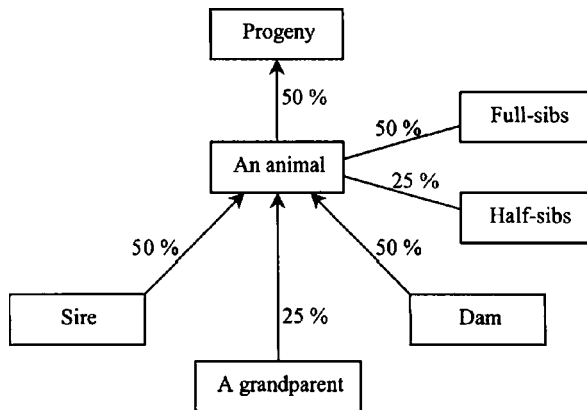 Progeny
50 %
Full-sibs
50%
An animal
25 %
Half-sibs
50 %
50 %
Sire
25 %
Dam
A grandparent